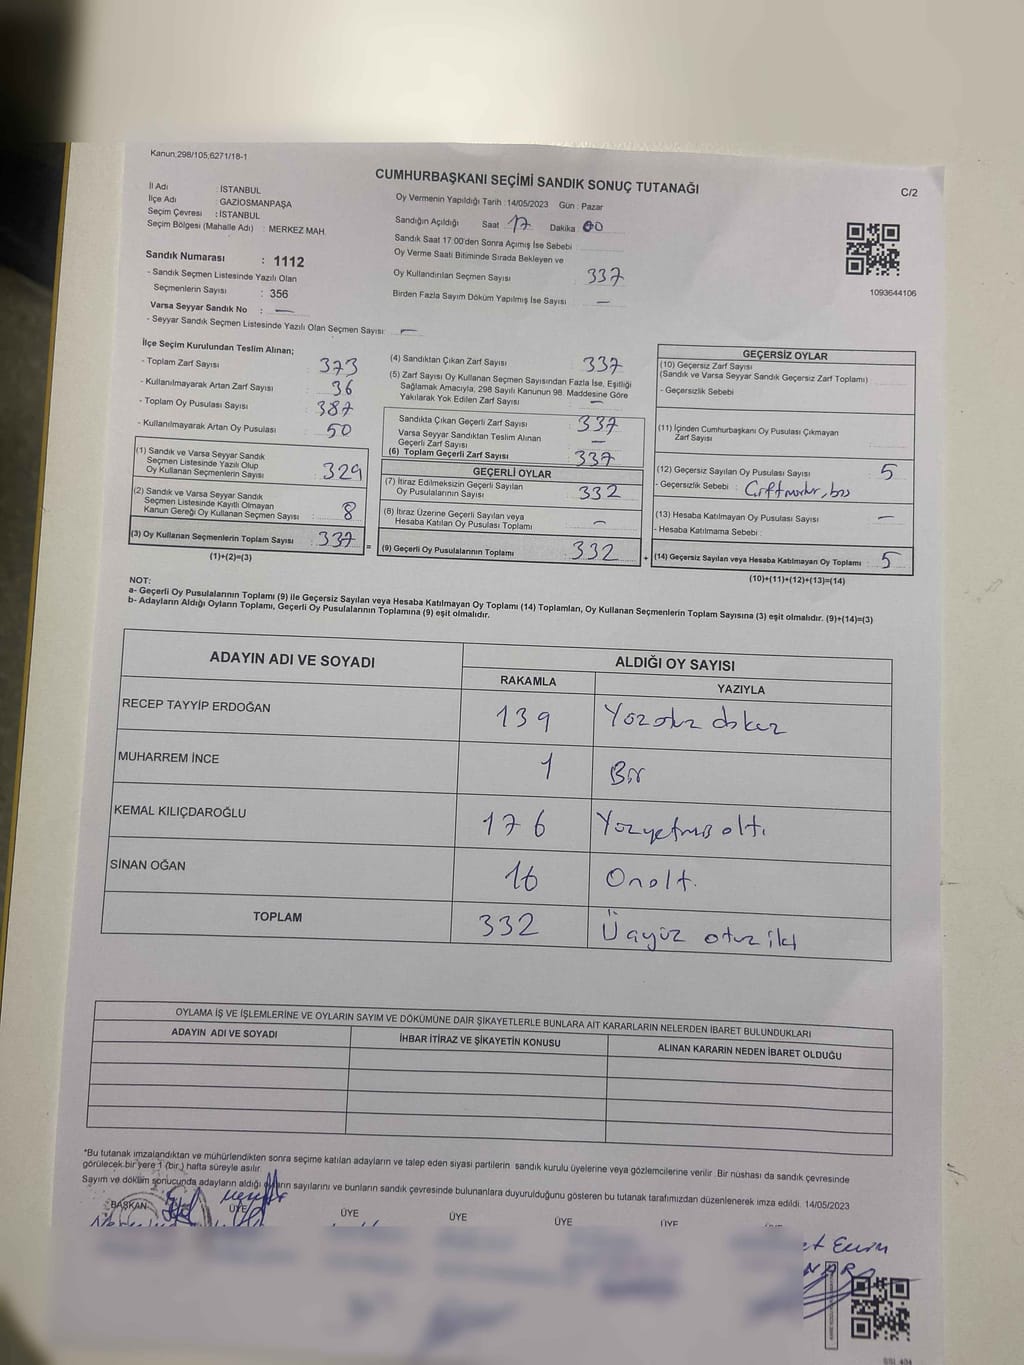 Kanun;298/105,6271/18-1
CUMHURBAŞKANI SEÇİMİ SANDIK SONUÇ TUTANAĞI
C/2
İl Adı : İSTANBUL
İlçe Adı : GAZİOSMANPAŞA
Seçim Çevresi : İSTANBUL
Seçim Bölgesi (Mahalle Adı) : MERKEZ MAH.
Oy Vermenin Yapıldığı Tarih : 14/05/2023 Gün : Pazar
Sandığın Açıldığı Saat 17 Dakika 00
Sandık Saat 17:00'den Sonra Açımış İse Sebebi
Oy Verme Saati Bitiminde Sırada Bekleyen ve
Oy Kullandırılan Seçmen Sayısı 337
Birden Fazla Sayım Döküm Yapılmış İse Sayısı —
1093644106
Sandık Numarası : 1112
- Sandık Seçmen Listesinde Yazılı Olan
Seçmenlerin Sayısı : 356
Varsa Seyyar Sandık No : —
- Seyyar Sandık Seçmen Listesinde Yazılı Olan Seçmen Sayısı: —
İlçe Seçim Kurulundan Teslim Alınan;
- Toplam Zarf Sayısı 373
- Kullanılmayarak Artan Zarf Sayısı 36
- Toplam Oy Pusulası Sayısı 387
- Kullanılmayarak Artan Oy Pusulası 50
(1) Sandık ve Varsa Seyyar Sandık
Seçmen Listesinde Yazılı Olup
Oy Kullanan Seçmenlerin Sayısı 329
(2) Sandık ve Varsa Seyyar Sandık
Seçmen Listesinde Kayıtlı Olmayan
Kanun Gereği Oy Kullanan Seçmen Sayısı 8
(3) Oy Kullanan Seçmenlerin Toplam Sayısı 337
(1)+(2)=(3)
(4) Sandıktan Çıkan Zarf Sayısı 337
(5) Zarf Sayısı Oy Kullanan Seçmen Sayısından Fazla İse, Eşitliği
Sağlamak Amacıyla, 298 Sayılı Kanunun 98. Maddesine Göre
Yakılarak Yok Edilen Zarf Sayısı —
Sandıkta Çıkan Geçerli Zarf Sayısı 337
Varsa Seyyar Sandıktan Teslim Alınan
Geçerli Zarf Sayısı —
(6) Toplam Geçerli Zarf Sayısı 337
GEÇERLİ OYLAR
(7) İtiraz Edilmeksizin Geçerli Sayılan
Oy Pusulalarının Sayısı 332
(8) İtiraz Üzerine Geçerli Sayılan veya
Hesaba Katılan Oy Pusulası Toplamı —
= (9) Geçerli Oy Pusulalarının Toplamı 332 +
GEÇERSİZ OYLAR
(10) Geçersiz Zarf Sayısı
(Sandık ve Varsa Seyyar Sandık Geçersiz Zarf Toplamı)
- Geçersizlik Sebebi
(11) İçinden Cumhurbaşkanı Oy Pusulası Çıkmayan
Zarf Sayısı
(12) Geçersiz Sayılan Oy Pusulası Sayısı 5
- Geçersizlik Sebebi : boş
(13) Hesaba Katılmayan Oy Pusulası Sayısı —
- Hesaba Katılmama Sebebi :
(14) Geçersiz Sayılan veya Hesaba Katılmayan Oy Toplamı : 5
(10)+(11)+(12)+(13)=(14)
NOT:
a- Geçerli Oy Pusulalarının Toplamı (9) ile Geçersiz Sayılan veya Hesaba Katılmayan Oy Toplamı (14) Toplamları, Oy Kullanan Seçmenlerin Toplam Sayısına (3) eşit olmalıdır. (9)+(14)=(3)
b- Adayların Aldığı Oyların Toplamı, Geçerli Oy Pusulalarının Toplamına (9) eşit olmalıdır.
ADAYIN ADI VE SOYADI ALDIĞI OY SAYISI
RAKAMLA YAZIYLA
RECEP TAYYİP ERDOĞAN 139 Yüzotuz dokuz
MUHARREM İNCE 1 Bir
KEMAL KILIÇDAROĞLU 176 Yüzyetmiş altı
SİNAN OĞAN 16 Onaltı
TOPLAM 332 Üçyüz otuz iki
OYLAMA İŞ VE İŞLEMLERİNE VE OYLARIN SAYIM VE DÖKÜMÜNE DAİR ŞİKAYETLERLE BUNLARA AİT KARARLARIN NELERDEN İBARET BULUNDUKLARI
ADAYIN ADI VE SOYADI İHBAR İTİRAZ VE ŞİKAYETİN KONUSU ALINAN KARARIN NEDEN İBARET OLDUĞU
*Bu tutanak imzalandıktan ve mühürlendikten sonra seçime katılan adayların ve talep eden siyasi partilerin sandık kurulu üyelerine veya gözlemcilerine verilir. Bir nüshası da sandık çevresinde
görülecek bir yere 1 (bir) hafta süreyle asılır.
Sayım ve döküm sonucunda adayların aldığı oyların sayılarını ve bunların sandık çevresinde bulunanlara duyurulduğunu gösteren bu tutanak tarafımızdan düzenlenerek imza edildi. 14/05/2023
BAŞKAN ÜYE ÜYE ÜYE ÜYE ÜYE